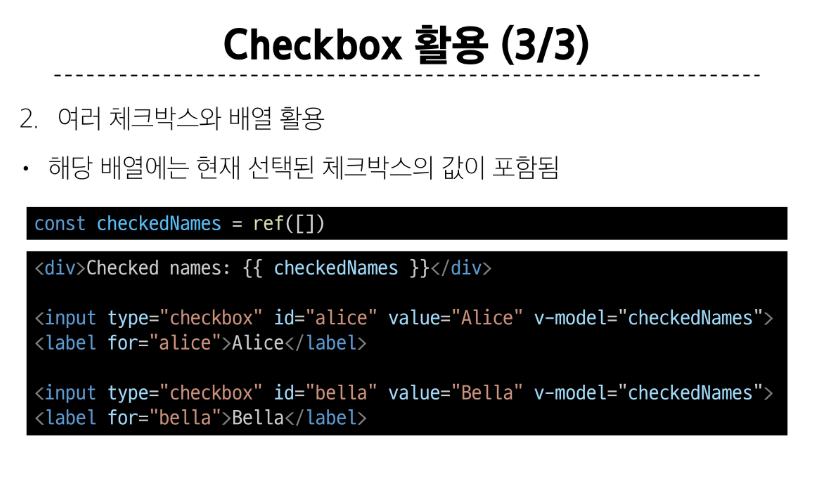 Checkbox 활용 (3/3)
2. 여러 체크박스와 배열 활용
• 해당 배열에는 현재 선택된 체크박스의 값이 포함됨
const checkedNames = ref([])
<div>Checked names: {{ checkedNames }}</div>
<input type="checkbox" id="alice" value="Alice" v-model="checkedNames">
<label for="alice">Alice</label>
<input type="checkbox" id="bella" value="Bella" v-model="checkedNames">
<label for="bella">Bella</label>